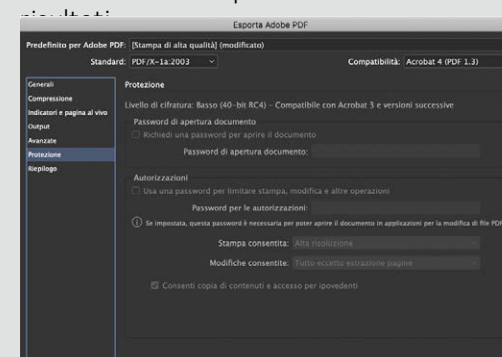 risultati
Esporta Adobe PDF
Predefinito per Adobe PDF: [Stampa di alta qualità] (modificato)
Standard: PDF/X-1a:2003 Compatibilità: Acrobat 4 (PDF 1.3)
Generali
Compressione
Indicatori e pagina al vivo
Output
Avanzate
Protezione
Riepilogo
Protezione
Livello di cifratura: Basso (40-bit RC4) – Compatibile con Acrobat 3 e versioni successive
Password di apertura documento
Richiedi una password per aprire il documento
Password di apertura documento:
Autorizzazioni
Usa una password per limitare stampa, modifica e altre operazioni
Password per le autorizzazioni:
Se impostata, questa password è necessaria per poter aprire il documento in applicazioni per la modifica di file PDF
Stampa consentita: Alta risoluzione
Modifiche consentite: Tutto eccetto estrazione pagine
Consenti copia di contenuti e accesso per ipovedenti